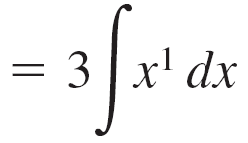 = 3∫x¹ dx